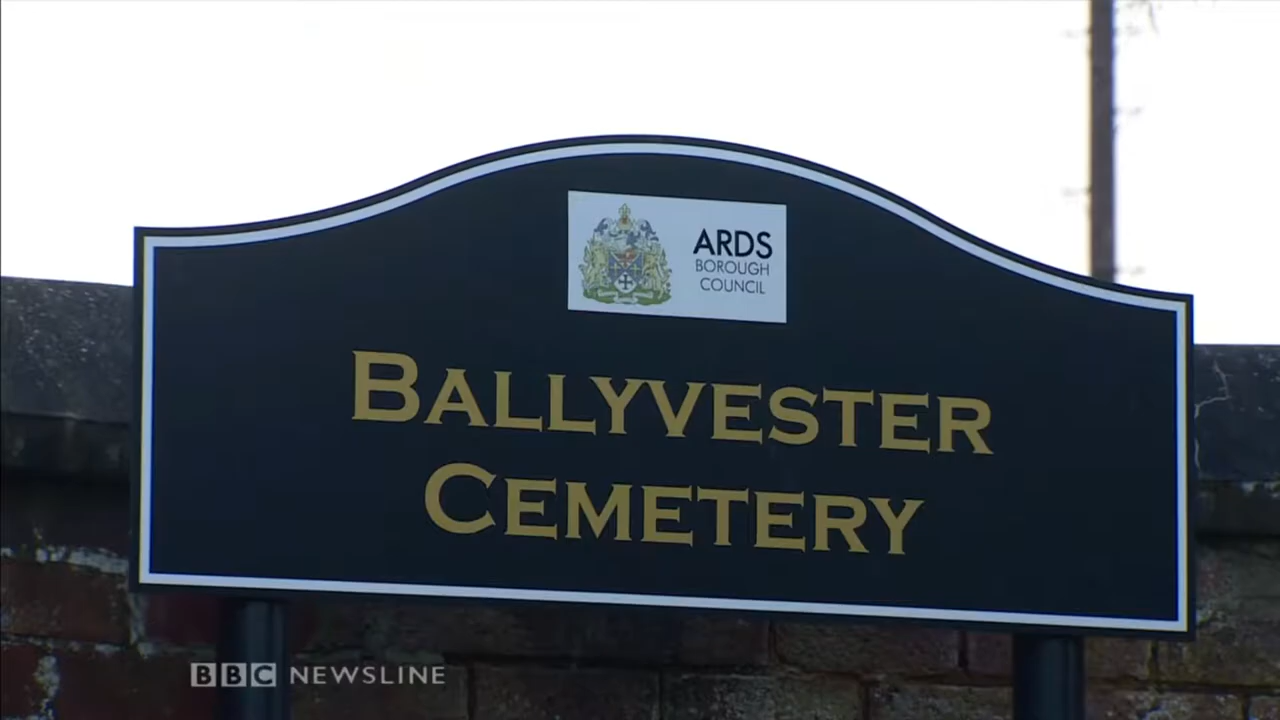 ARDS
BOROUGH
COUNCIL
BALLYVESTER
CEMETERY
BBC NEWSLINE